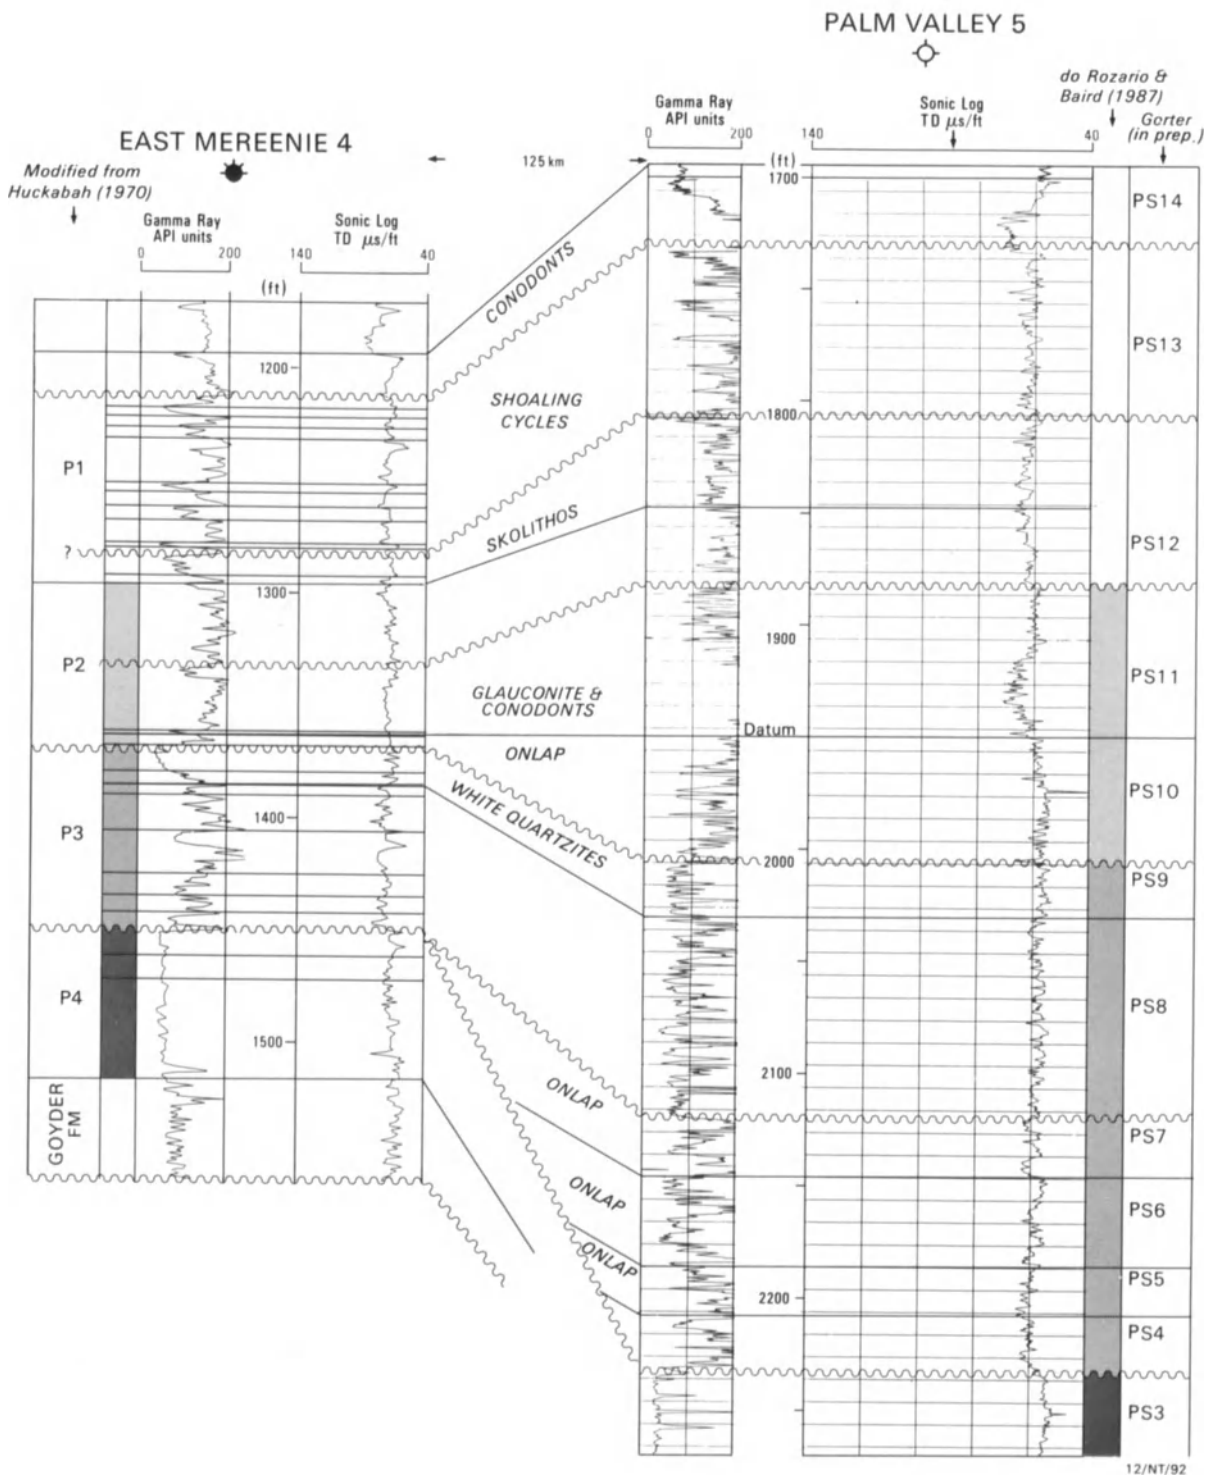 PALM VALLEY 5
do Rozario &
Baird (1987)
Gorter
(in prep.)
Gamma Ray
API units
0 200
Sonic Log
TD μs/ft
140 40
EAST MEREENIE 4
125 km
Modified from
Huckabah (1970)
Gamma Ray
API units
0 200
Sonic Log
TD μs/ft
140 40
(ft)
(ft)
1200
1300
1400
1500
P1
?
P2
P3
P4
GOYDER
FM
CONODONTS
SHOALING
CYCLES
SKOLITHOS
GLAUCONITE &
CONODONTS
ONLAP
WHITE QUARTZITES
ONLAP
ONLAP
ONLAP
1700
1800
1900
Datum
2000
2100
2200
PS14
PS13
PS12
PS11
PS10
PS9
PS8
PS7
PS6
PS5
PS4
PS3
12/NT/92